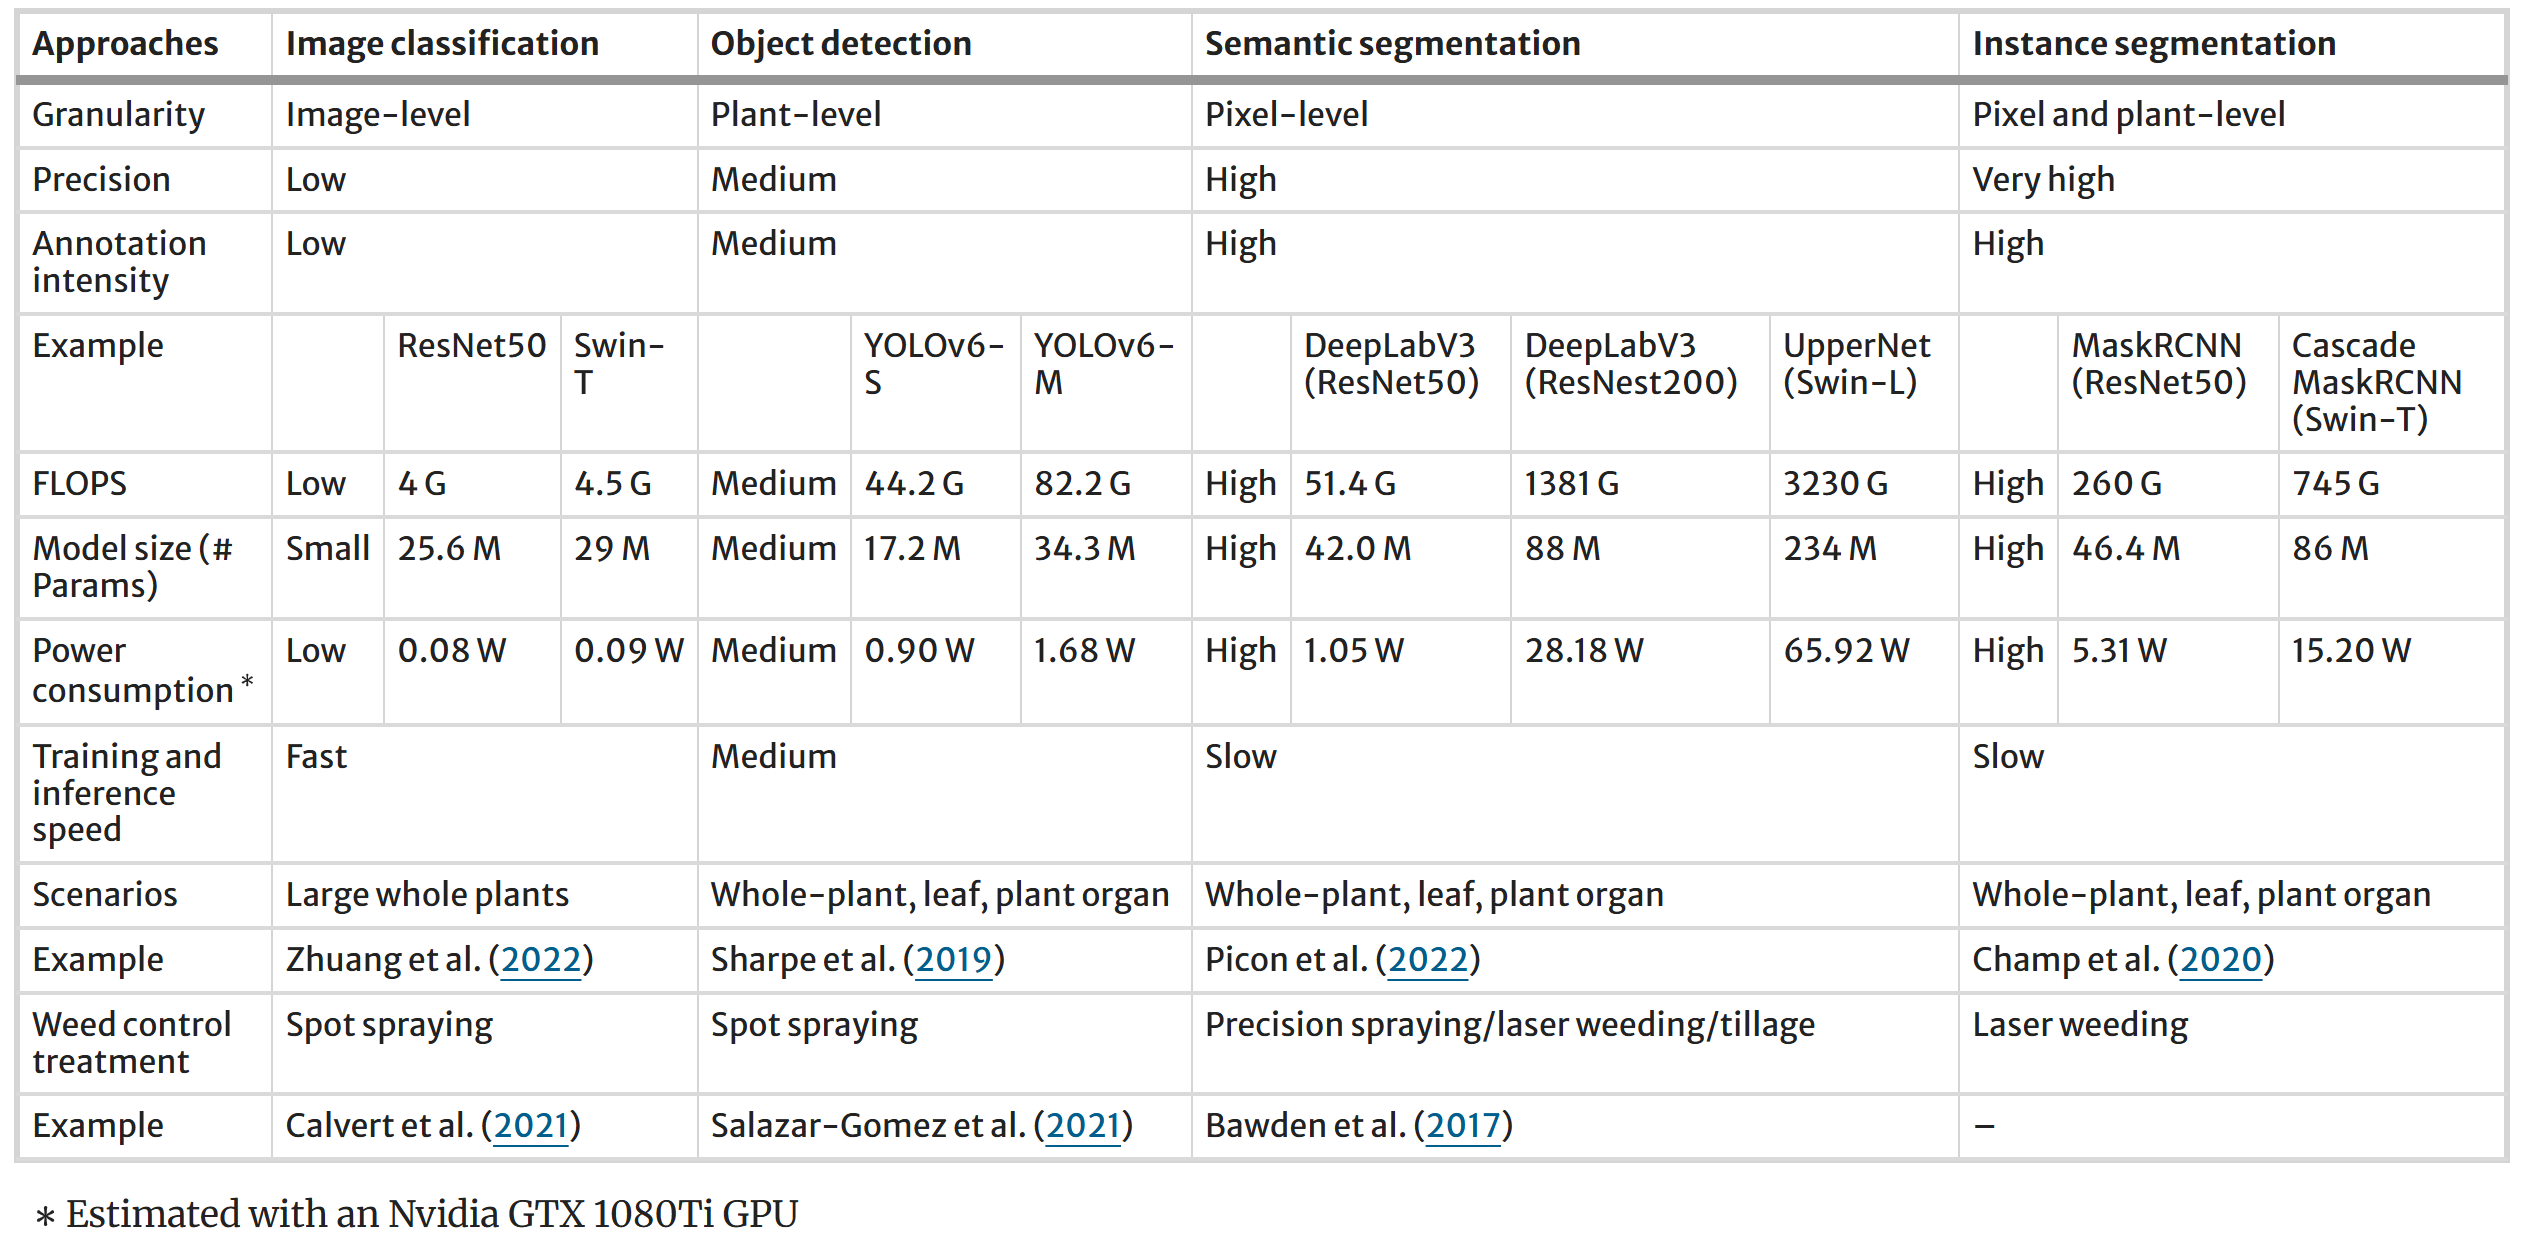 Approaches Image classification Object detection Semantic segmentation Instance segmentation
Granularity Image-level Plant-level Pixel-level Pixel and plant-level
Precision Low Medium High Very high
Annotation intensity Low Medium High High
Example ResNet50 Swin-T YOLOv6-S YOLOv6-M DeepLabV3 (ResNet50) DeepLabV3 (ResNest200) UpperNet (Swin-L) MaskRCNN (ResNet50) Cascade MaskRCNN (Swin-T)
FLOPS Low 4 G 4.5 G Medium 44.2 G 82.2 G High 51.4 G 1381 G 3230 G High 260 G 745 G
Model size (# Params) Small 25.6 M 29 M Medium 17.2 M 34.3 M High 42.0 M 88 M 234 M High 46.4 M 86 M
Power consumption * Low 0.08 W 0.09 W Medium 0.90 W 1.68 W High 1.05 W 28.18 W 65.92 W High 5.31 W 15.20 W
Training and inference speed Fast Medium Slow Slow
Scenarios Large whole plants Whole-plant, leaf, plant organ Whole-plant, leaf, plant organ Whole-plant, leaf, plant organ
Example Zhuang et al. (2022) Sharpe et al. (2019) Picon et al. (2022) Champ et al. (2020)
Weed control treatment Spot spraying Spot spraying Precision spraying/laser weeding/tillage Laser weeding
Example Calvert et al. (2021) Salazar-Gomez et al. (2021) Bawden et al. (2017) –
* Estimated with an Nvidia GTX 1080Ti GPU